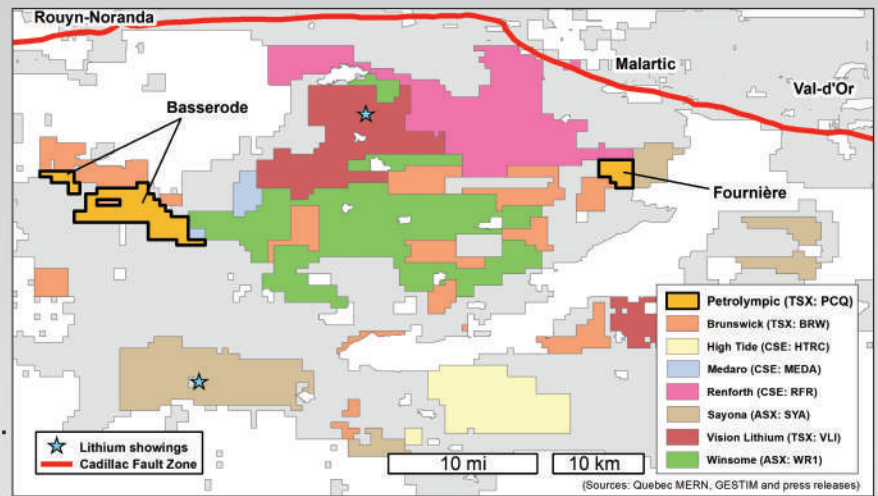 Rouyn-Noranda
Malartic
Val-d'Or
Basserode
Fournière
Petrolympic (TSX: PCQ)
Brunswick (TSX: BRW)
High Tide (CSE: HTRC)
Medaro (CSE: MEDA)
Renforth (CSE: RFR)
Sayona (ASX: SYA)
Vision Lithium (TSX: VLI)
Winsome (ASX: WR1)
Lithium showings
Cadillac Fault Zone
10 mi
10 km
(Sources: Quebec MERN, GESTIM and press releases)